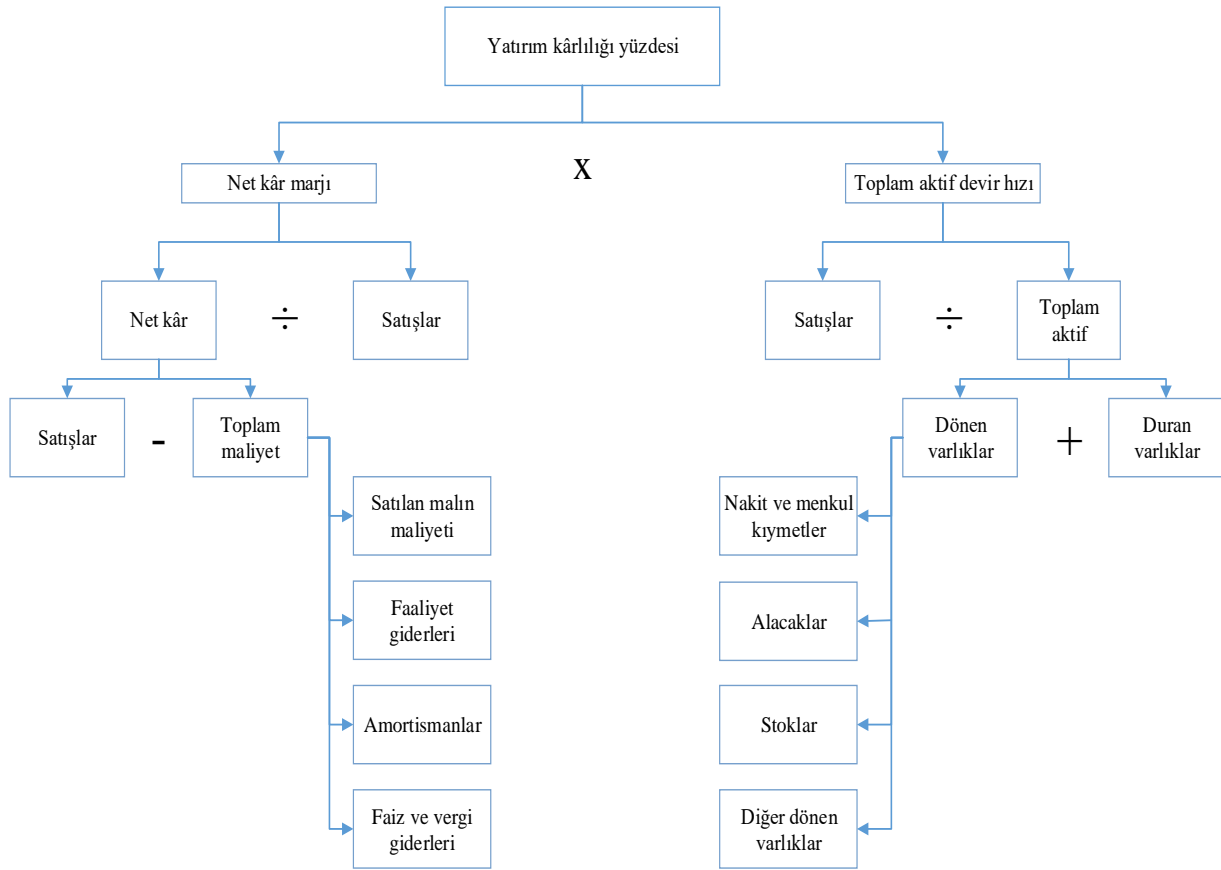 Yatırım kârlılığı yüzdesi
Net kâr marjı
X
Toplam aktif devir hızı
Net kâr
÷
Satışlar
Satışlar
÷
Toplam
aktif
Satışlar
-
Toplam
maliyet
Dönen
varlıklar
+
Duran
varlıklar
Satılan malın
maliyeti
Nakit ve menkul
kıymetler
Faaliyet
giderleri
Alacaklar
Amortismanlar
Stoklar
Faiz ve vergi
giderleri
Diğer dönen
varlıklar